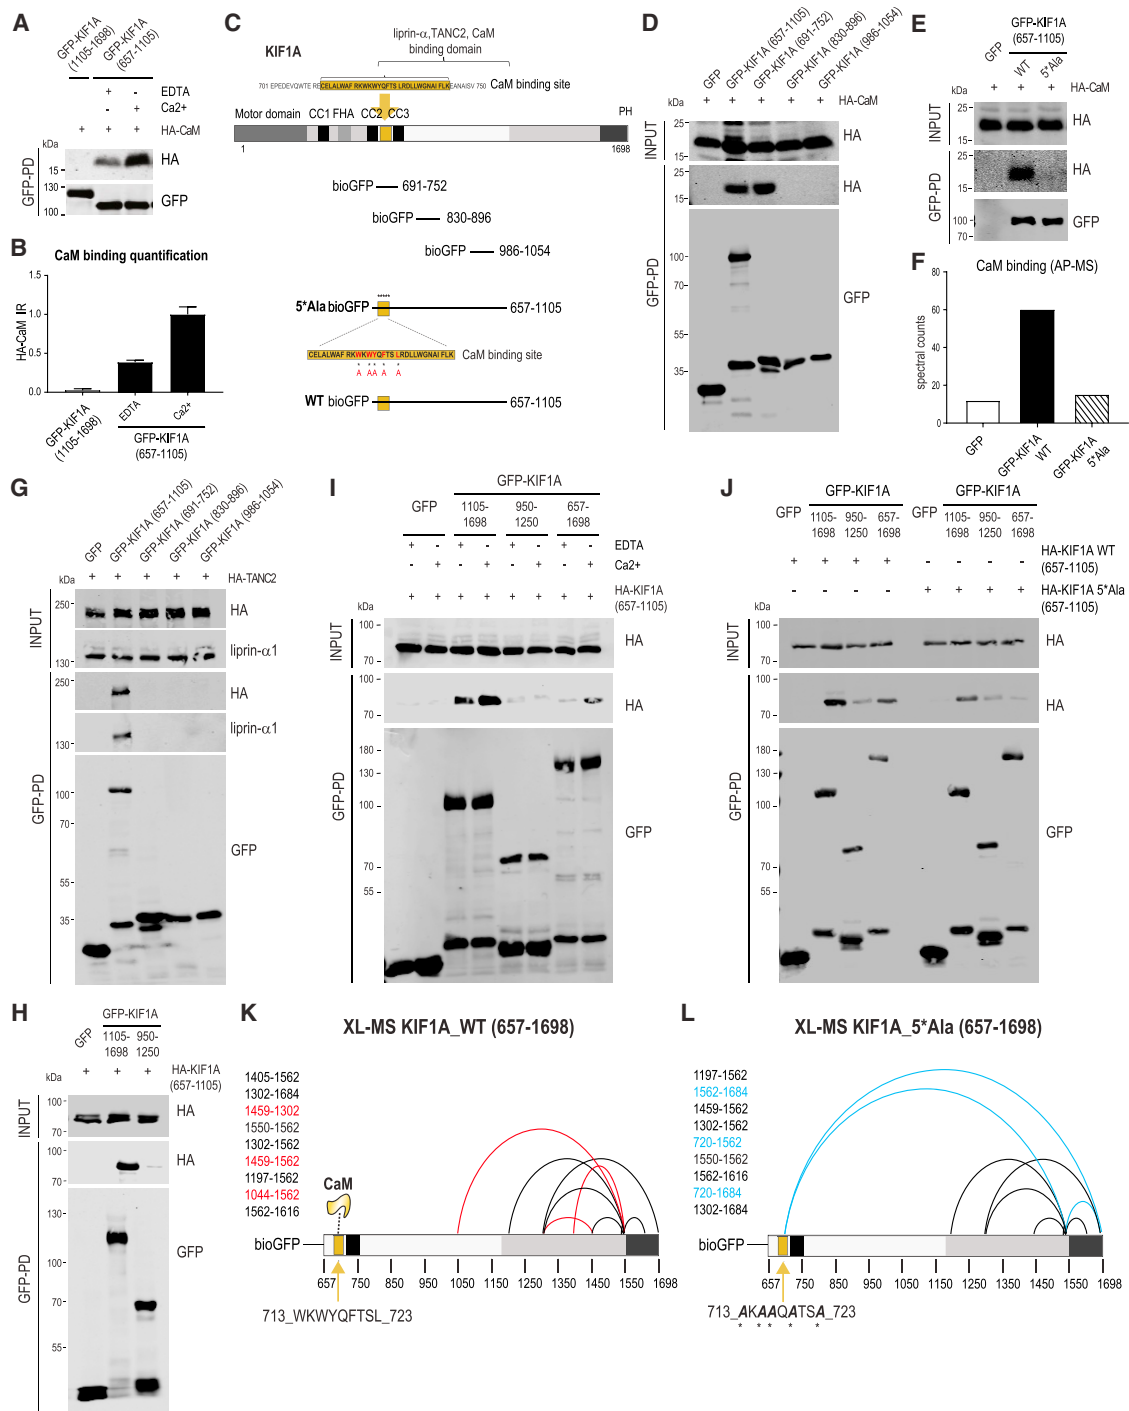 A
GFP-KIF1A (1105-1698)
GFP-KIF1A (657-1105)
+ EDTA
+ Ca2+
+ + + HA-CaM
kDa
GFP-PD
15
HA
130
100
GFP
B
CaM binding quantification
HA-CaM IR
1.5
1.0
0.5
0.0
GFP-KIF1A (1105-1698)
EDTA
Ca2+
GFP-KIF1A (657-1105)
C
liprin-α,TANC2, CaM
binding domain
KIF1A
701 EPEDEVQWTE RECELALWAF RKWKWYQFTS LRDLLWGNAI FLKEANAISV 750
CaM binding site
Motor domain CC1 FHA CC2 CC3 PH
1 1698
bioGFP 691-752
bioGFP 830-896
bioGFP 986-1054
*****
5*Ala bioGFP 657-1105
CELALWAF RKWKWYQFTS LRDLLWGNAI FLK CaM binding site
* ** * *
A AA A A
WT bioGFP 657-1105
D
GFP
GFP-KIF1A (657-1105)
GFP-KIF1A (691-752)
GFP-KIF1A (830-896)
GFP-KIF1A (986-1054)
+ + + + + HA-CaM
kDa
INPUT
25
15
HA
GFP-PD
25
15
HA
100
70
55
35
25
GFP
E
GFP-KIF1A
(657-1105)
GFP
WT
5*Ala
kDa + + + HA-CaM
INPUT
25
15
HA
GFP-PD
25
15
HA
100
70
GFP
F
CaM binding (AP-MS)
spectral counts
80
60
40
20
0
GFP
GFP-KIF1A WT
GFP-KIF1A 5*Ala
G
GFP
GFP-KIF1A (657-1105)
GFP-KIF1A (691-752)
GFP-KIF1A (830-896)
GFP-KIF1A (986-1054)
kDa + + + + + HA-TANC2
INPUT
250
HA
130
liprin-α1
GFP-PD
250
HA
130
liprin-α1
100
70
55
35
GFP
H
GFP-KIF1A
GFP
1105-1698
950-1250
+ + + HA-KIF1A (657-1105)
kDa
INPUT
100
70
HA
GFP-PD
100
70
HA
130
100
70
55
GFP
I
GFP-KIF1A
GFP
1105-1698
950-1250
657-1698
+ - + - + - + - EDTA
- + - + - + - + Ca2+
+ + + + + + + + HA-KIF1A (657-1105)
kDa
INPUT
100
70
HA
GFP-PD
100
70
HA
180
130
100
70
55
GFP
J
GFP-KIF1A GFP-KIF1A
GFP 1105-1698 950-1250 657-1698 GFP 1105-1698 950-1250 657-1698
+ + + + - - - - HA-KIF1A WT (657-1105)
- - - - + + + + HA-KIF1A 5*Ala (657-1105)
kDa
INPUT
100
70
HA
GFP-PD
100
70
HA
180
130
100
70
55
GFP
K
XL-MS KIF1A_WT (657-1698)
1405-1562
1302-1684
1459-1302
1550-1562
1302-1562
1459-1562
1197-1562
1044-1562
1562-1616
CaM
bioGFP
657 750 850 950 1050 1150 1250 1350 1450 1550 1698
713_WKWYQFTSL_723
L
XL-MS KIF1A_5*Ala (657-1698)
1197-1562
1562-1684
1459-1562
1302-1562
720-1562
1550-1562
1562-1616
720-1684
1302-1684
bioGFP
657 750 850 950 1050 1150 1250 1350 1450 1550 1698
713_AKAAQATSA_723
* * * * *